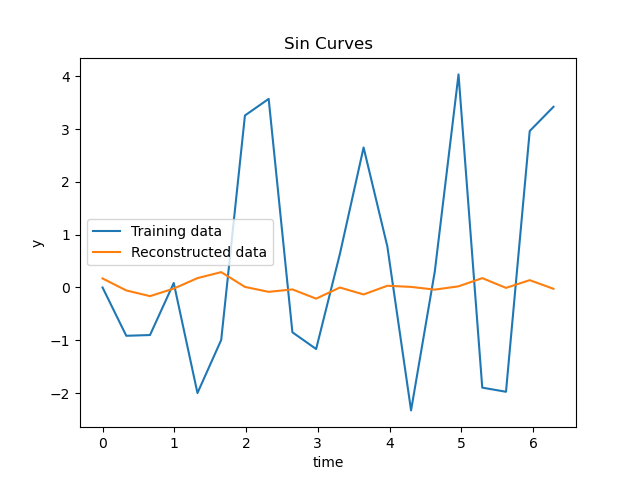 Sin Curves
4
3
2
1
0
−1
−2
y
Training data
Reconstructed data
0 1 2 3 4 5 6
time